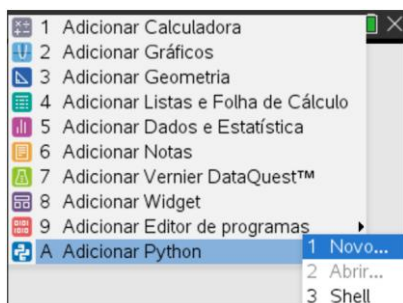 1 Adicionar Calculadora
2 Adicionar Gráficos
3 Adicionar Geometria
4 Adicionar Listas e Folha de Cálculo
5 Adicionar Dados e Estatística
6 Adicionar Notas
7 Adicionar Vernier DataQuest™
8 Adicionar Widget
9 Adicionar Editor de programas
A Adicionar Python
1 Novo...
2 Abrir...
3 Shell